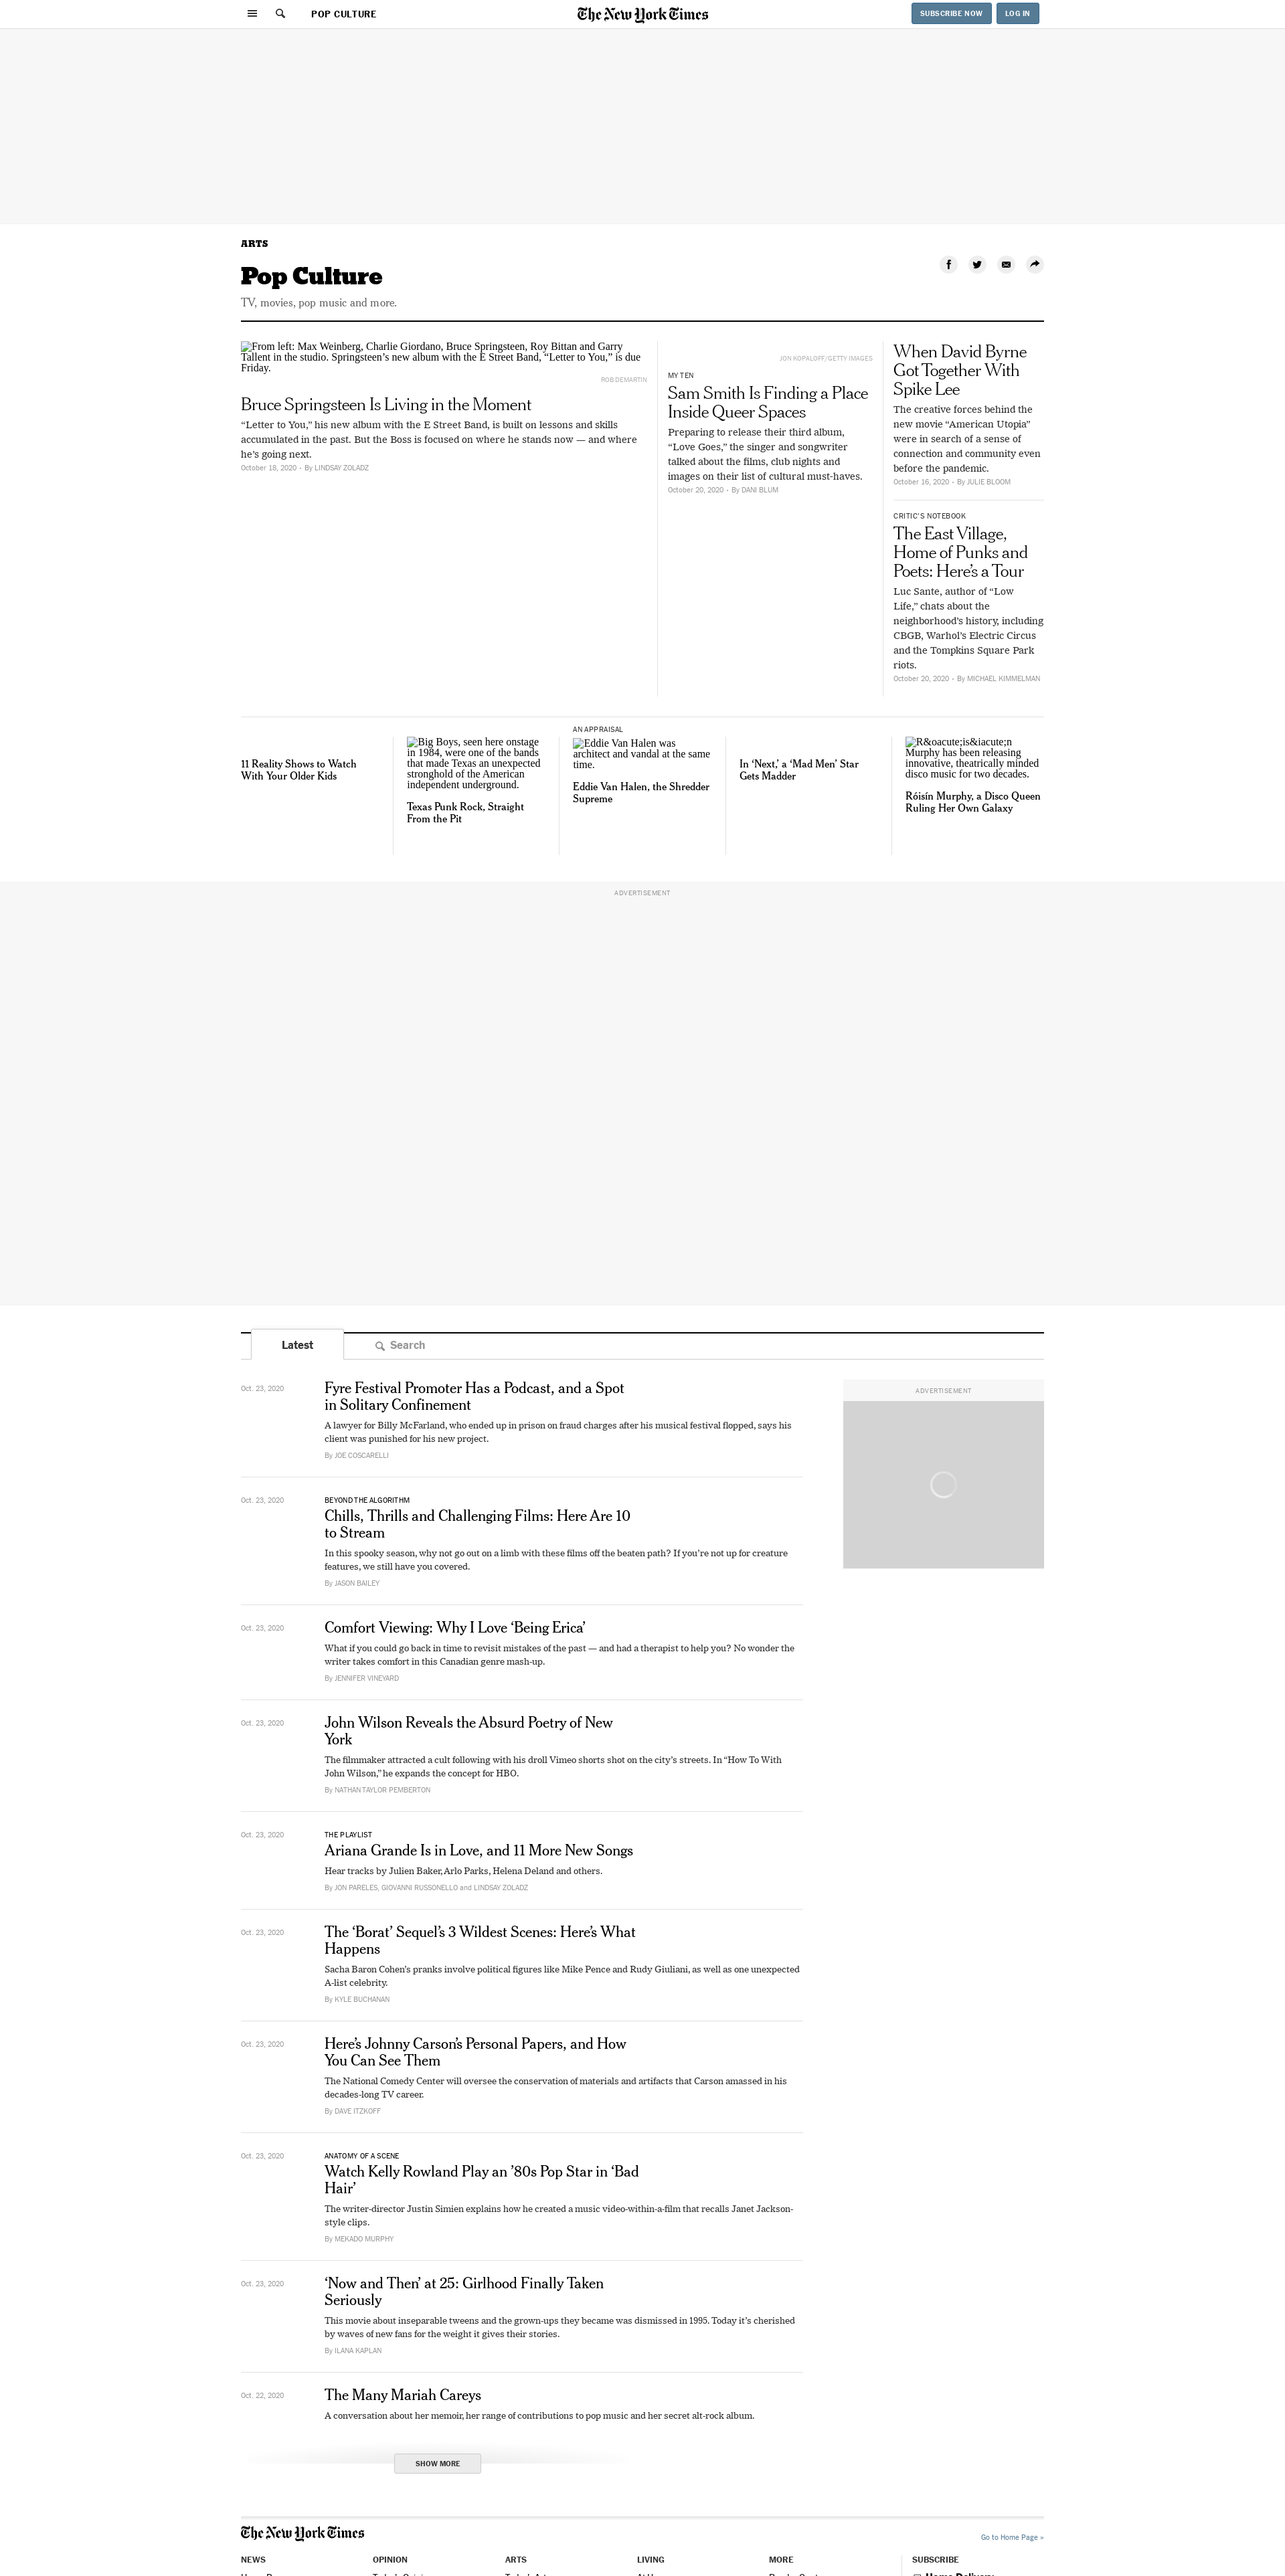 POP CULTURE
The New York Times
SUBSCRIBE NOW
LOG IN
ARTS
Pop Culture
TV, movies, pop music and more.
From left: Max Weinberg, Charlie Giordano, Bruce Springsteen, Roy Bittan and Garry
Tallent in the studio. Springsteen’s new album with the E Street Band, “Letter to You,” is due
Friday.
ROB DEMARTIN
Bruce Springsteen Is Living in the Moment
“Letter to You,” his new album with the E Street Band, is built on lessons and skills
accumulated in the past. But the Boss is focused on where he stands now — and where
he’s going next.
October 18, 2020 • By LINDSAY ZOLADZ
JON KOPALOFF/GETTY IMAGES
MY TEN
Sam Smith Is Finding a Place
Inside Queer Spaces
Preparing to release their third album,
“Love Goes,” the singer and songwriter
talked about the films, club nights and
images on their list of cultural must-haves.
October 20, 2020 • By DANI BLUM
When David Byrne
Got Together With
Spike Lee
The creative forces behind the
new movie “American Utopia”
were in search of a sense of
connection and community even
before the pandemic.
October 16, 2020 • By JULIE BLOOM
CRITIC’S NOTEBOOK
The East Village,
Home of Punks and
Poets: Here’s a Tour
Luc Sante, author of “Low
Life,” chats about the
neighborhood’s history, including
CBGB, Warhol’s Electric Circus
and the Tompkins Square Park
riots.
October 20, 2020 • By MICHAEL KIMMELMAN
11 Reality Shows to Watch
With Your Older Kids
Big Boys, seen here onstage
in 1984, were one of the bands
that made Texas an unexpected
stronghold of the American
independent underground.
Texas Punk Rock, Straight
From the Pit
AN APPRAISAL
Eddie Van Halen was
architect and vandal at the same
time.
Eddie Van Halen, the Shredder
Supreme
In ‘Next,’ a ‘Mad Men’ Star
Gets Madder
R&oacute;is&iacute;n
Murphy has been releasing
innovative, theatrically minded
disco music for two decades.
Róisín Murphy, a Disco Queen
Ruling Her Own Galaxy
ADVERTISEMENT
Latest
Search
Oct. 23, 2020
Fyre Festival Promoter Has a Podcast, and a Spot
in Solitary Confinement
A lawyer for Billy McFarland, who ended up in prison on fraud charges after his musical festival flopped, says his
client was punished for his new project.
By JOE COSCARELLI
ADVERTISEMENT
Oct. 23, 2020
BEYOND THE ALGORITHM
Chills, Thrills and Challenging Films: Here Are 10
to Stream
In this spooky season, why not go out on a limb with these films off the beaten path? If you’re not up for creature
features, we still have you covered.
By JASON BAILEY
Oct. 23, 2020
Comfort Viewing: Why I Love ‘Being Erica’
What if you could go back in time to revisit mistakes of the past — and had a therapist to help you? No wonder the
writer takes comfort in this Canadian genre mash-up.
By JENNIFER VINEYARD
Oct. 23, 2020
John Wilson Reveals the Absurd Poetry of New
York
The filmmaker attracted a cult following with his droll Vimeo shorts shot on the city’s streets. In “How To With
John Wilson,” he expands the concept for HBO.
By NATHAN TAYLOR PEMBERTON
Oct. 23, 2020
THE PLAYLIST
Ariana Grande Is in Love, and 11 More New Songs
Hear tracks by Julien Baker, Arlo Parks, Helena Deland and others.
By JON PARELES, GIOVANNI RUSSONELLO and LINDSAY ZOLADZ
Oct. 23, 2020
The ‘Borat’ Sequel’s 3 Wildest Scenes: Here’s What
Happens
Sacha Baron Cohen’s pranks involve political figures like Mike Pence and Rudy Giuliani, as well as one unexpected
A-list celebrity.
By KYLE BUCHANAN
Oct. 23, 2020
Here’s Johnny Carson’s Personal Papers, and How
You Can See Them
The National Comedy Center will oversee the conservation of materials and artifacts that Carson amassed in his
decades-long TV career.
By DAVE ITZKOFF
Oct. 23, 2020
ANATOMY OF A SCENE
Watch Kelly Rowland Play an ’80s Pop Star in ‘Bad
Hair’
The writer-director Justin Simien explains how he created a music video-within-a-film that recalls Janet Jackson-
style clips.
By MEKADO MURPHY
Oct. 23, 2020
‘Now and Then’ at 25: Girlhood Finally Taken
Seriously
This movie about inseparable tweens and the grown-ups they became was dismissed in 1995. Today it’s cherished
by waves of new fans for the weight it gives their stories.
By ILANA KAPLAN
Oct. 22, 2020
The Many Mariah Careys
A conversation about her memoir, her range of contributions to pop music and her secret alt-rock album.
SHOW MORE
The New York Times
Go to Home Page »
NEWS
OPINION
ARTS
LIVING
MORE
SUBSCRIBE